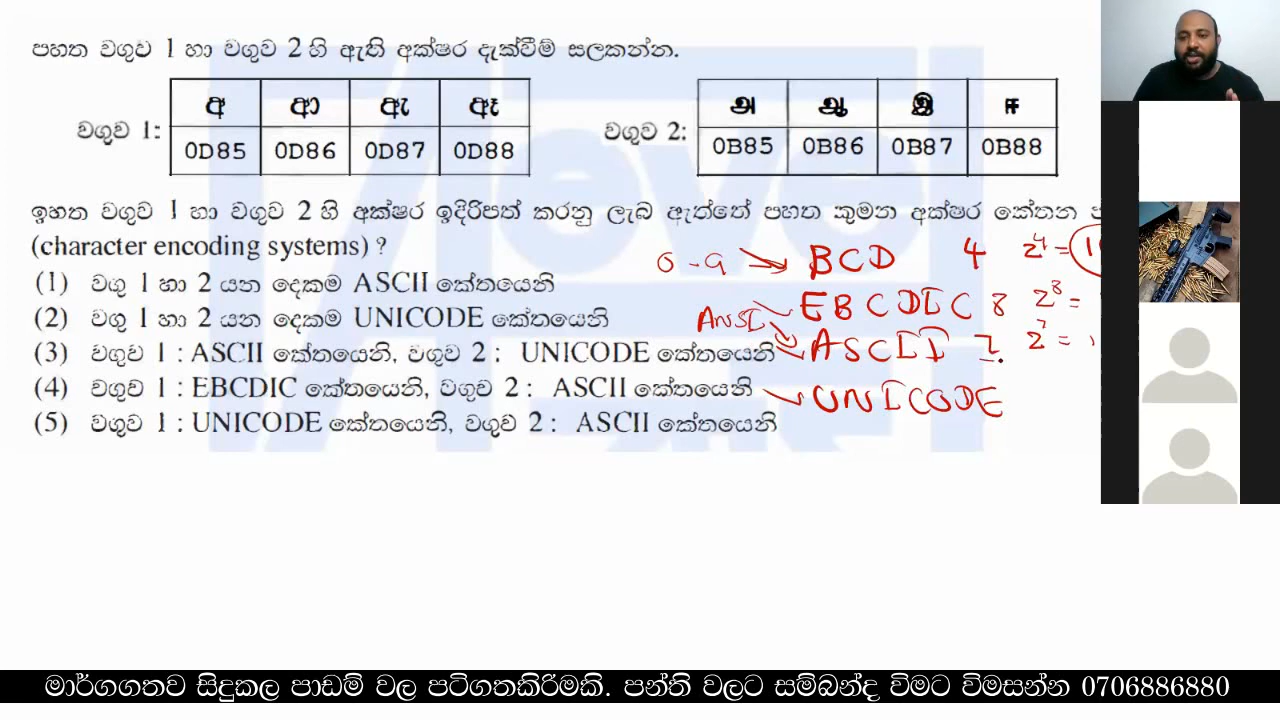 පහත වගුව 1 හා වගුව 2 හි ඇති අක්ෂර දැක්වීම් සලකන්න.
වගුව 1:
අ ආ ඇ ඈ
0D85 0D86 0D87 0D88
වගුව 2:
அ ஆ இ ஈ
0B85 0B86 0B87 0B88
ඉහත වගුව 1 හා වගුව 2 හි අක්ෂර ඉදිරිපත් කරනු ලැබ ඇත්තේ පහත කුමන අක්ෂර කේතන
(character encoding systems) ?
(1) වගු 1 හා 2 යන දෙකම ASCII කේතයෙනි
(2) වගු 1 හා 2 යන දෙකම UNICODE කේතයෙනි
(3) වගුව 1 : ASCII කේතයෙනි, වගුව 2 : UNICODE කේතයෙනි
(4) වගුව 1 : EBCDIC කේතයෙනි, වගුව 2 : ASCII කේතයෙනි
(5) වගුව 1 : UNICODE කේතයෙනි, වගුව 2 : ASCII කේතයෙනි
0-9 BCD 4 2⁴ =
EBCDIC 8 2⁸ =
ANSI ASCII 7 2⁷ =
UNICODE
මාර්ගගතව සිදුකල පාඩම් වල පටිගතකිරිමකි. පන්ති වලට සම්බන්ද විමට විමසන්න 0706886880